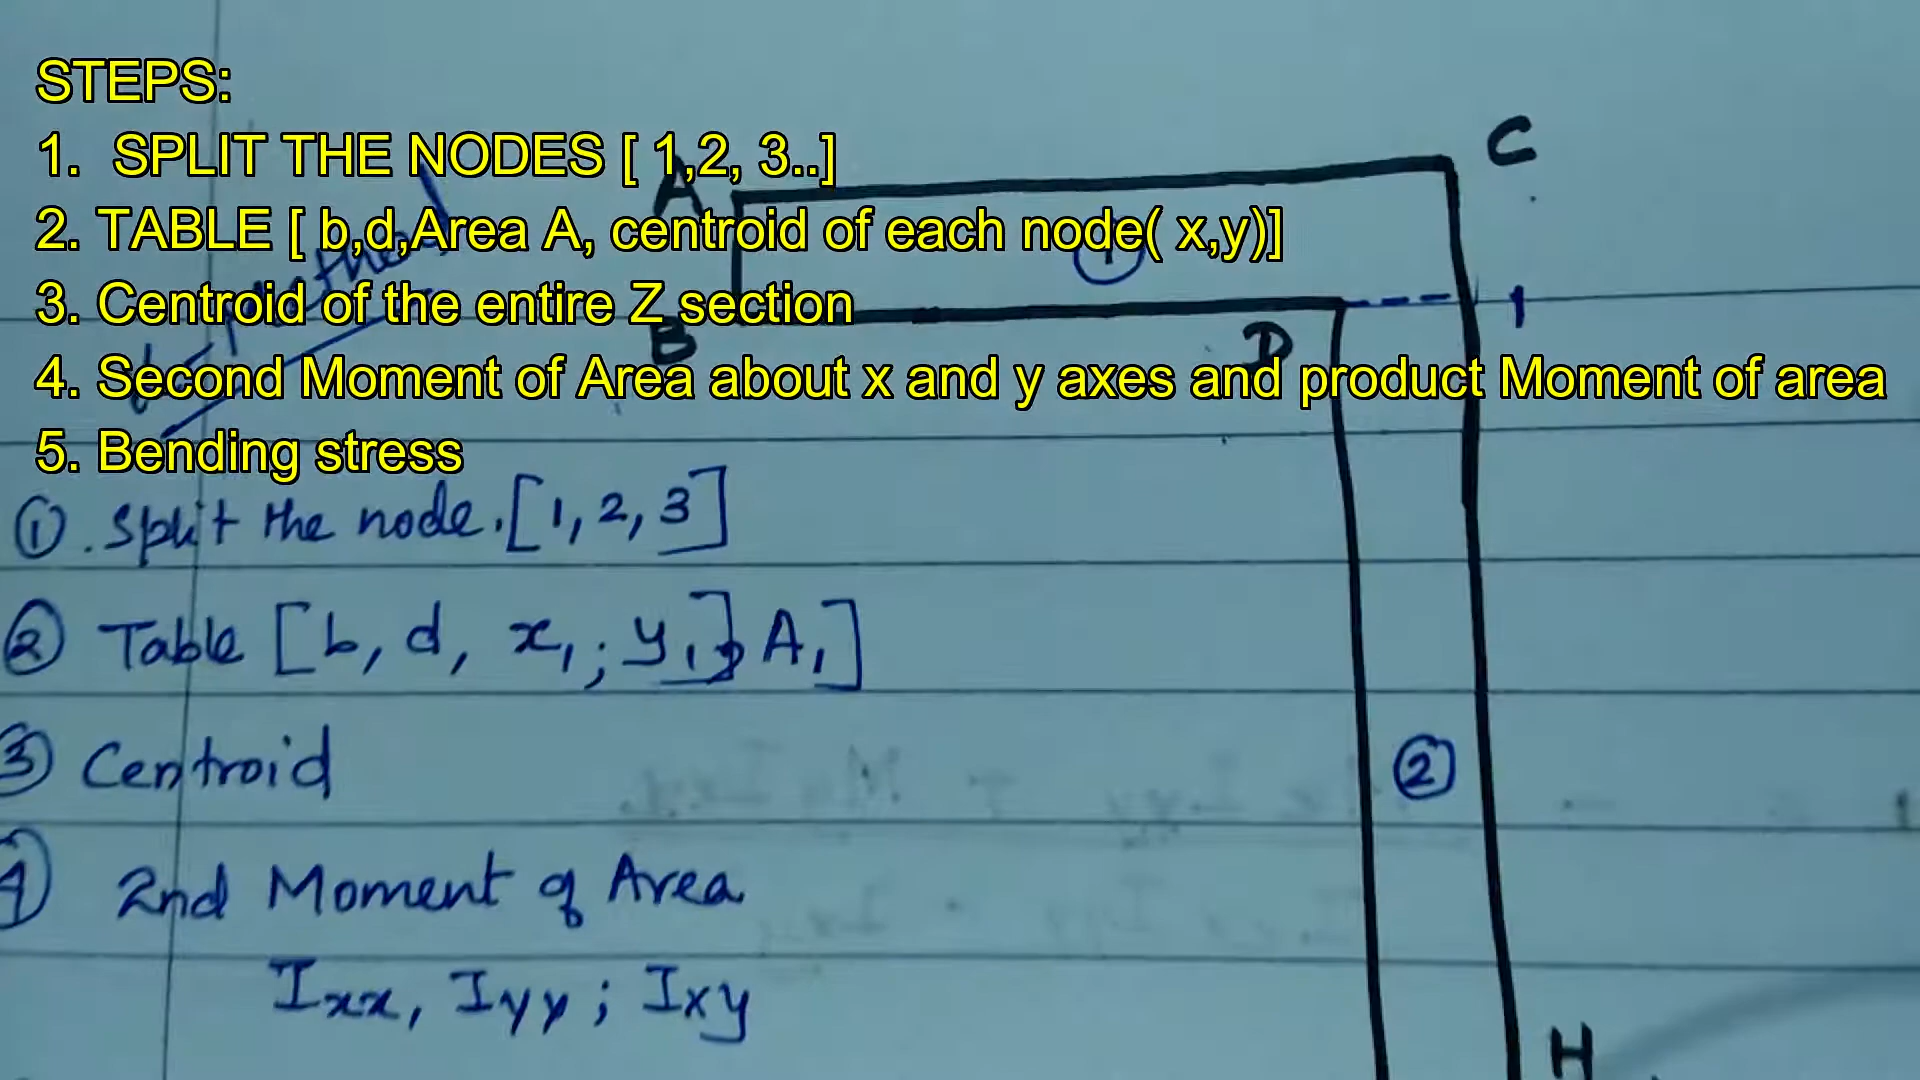 STEPS:
1. SPLIT THE NODES [ 1,2, 3..]
2. TABLE [ b,d,Area A, centroid of each node( x,y)]
3. Centroid of the entire Z section
4. Second Moment of Area about x and y axes and product Moment of area
5. Bending stress
① . Split the node. [1, 2, 3]
② Table [b, d, x₁ ; y₁], A₁]
③ Centroid
④ 2nd Moment of Area
Ixx, Iyy ; Ixy
A
C
①
1
B
D
②
H